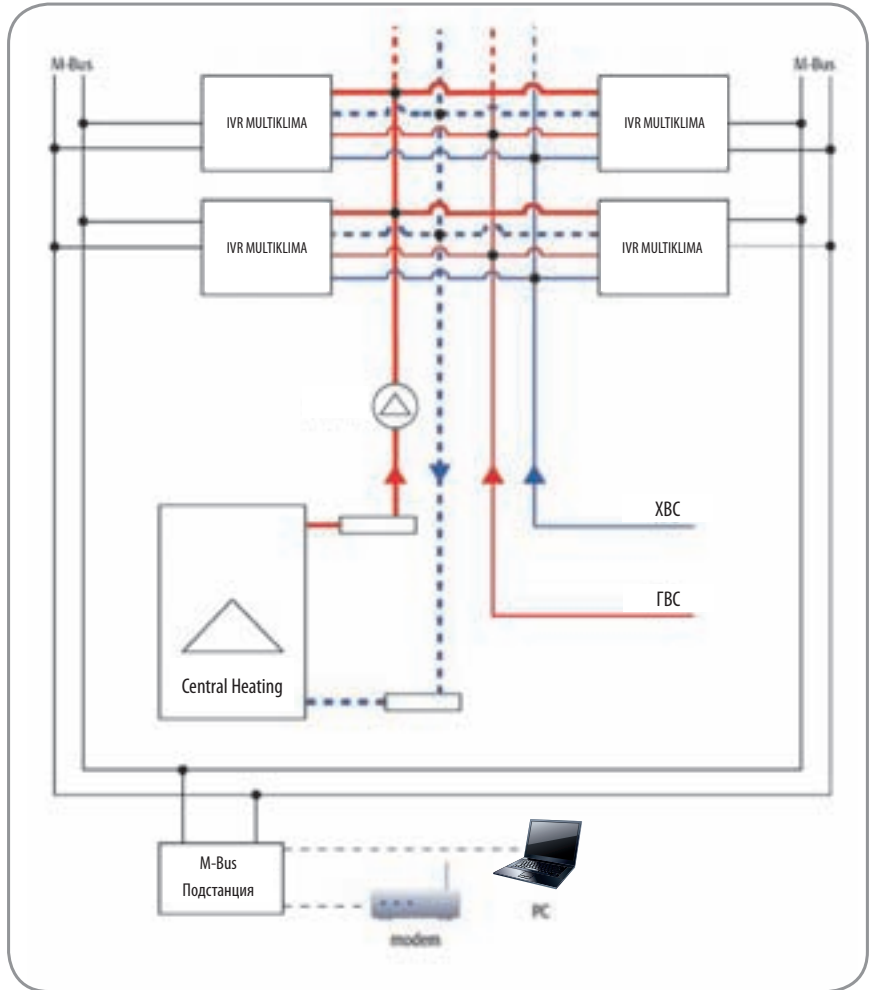 M-Bus
M-Bus
IVR MULTIKLIMA
IVR MULTIKLIMA
IVR MULTIKLIMA
IVR MULTIKLIMA
ХВС
ГВС
Central Heating
M-Bus
Подстанция
PC
modem